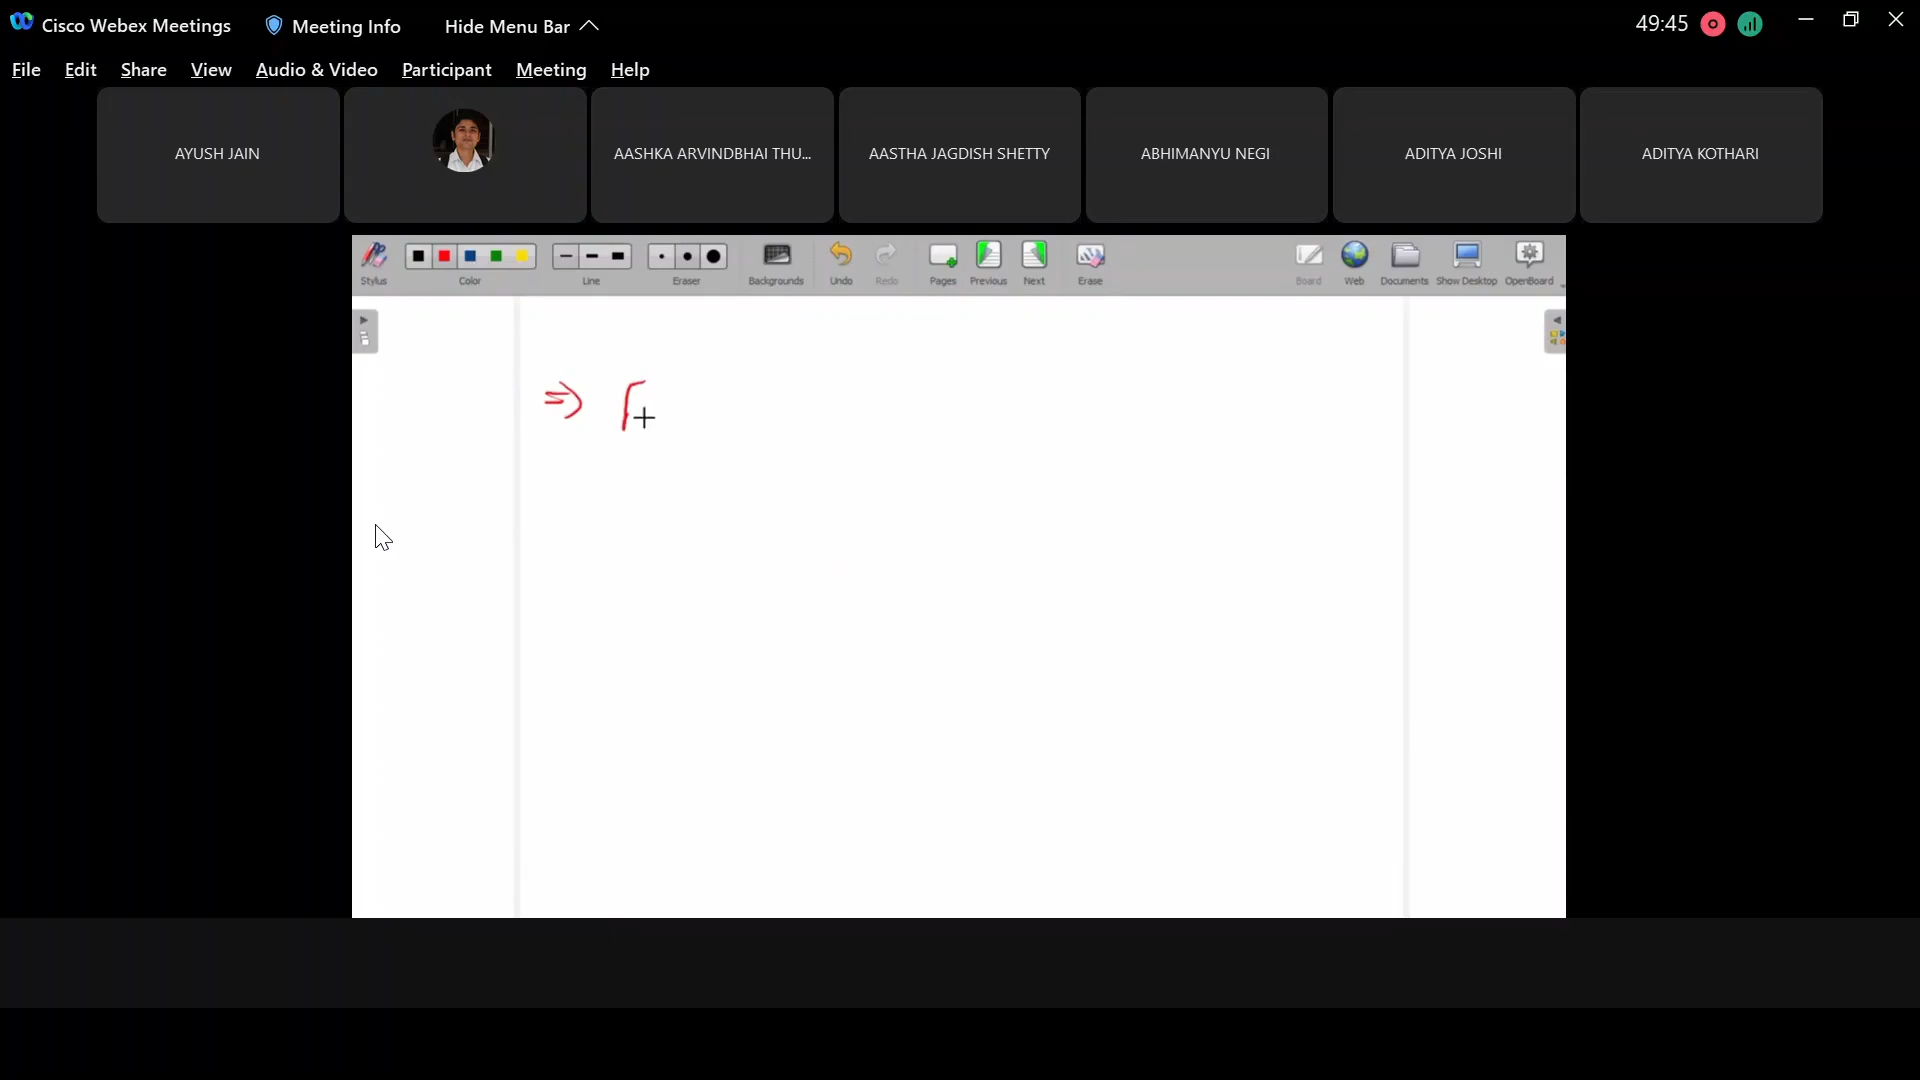 Cisco Webex Meetings Meeting Info Hide Menu Bar 49:45
File Edit Share View Audio & Video Participant Meeting Help
AYUSH JAIN AASHKA ARVINDBHAI THU... AASTHA JAGDISH SHETTY ABHIMANYU NEGI ADITYA JOSHI ADITYA KOTHARI
Stylus Color Line Eraser Backgrounds Undo Redo Pages Previous Next Erase Board Web Documents Show Desktop OpenBoard
⇒